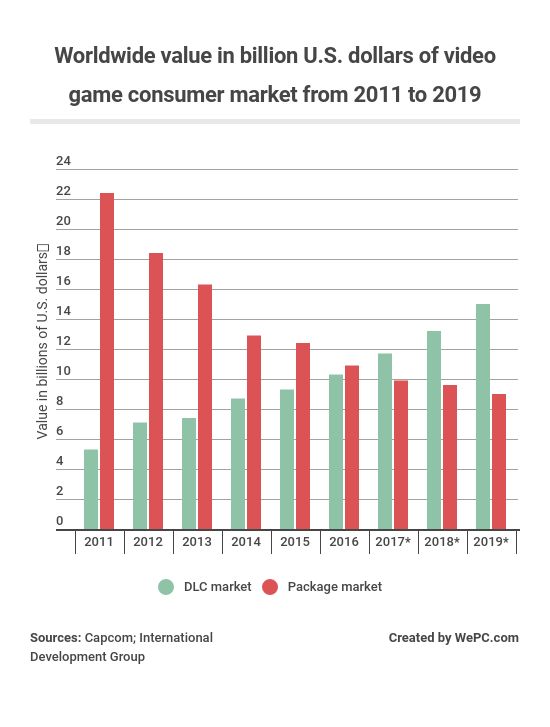 Worldwide value in billion U.S. dollars of video
game consumer market from 2011 to 2019
24
22
20
18
16
14
12
10
8
6
4
2
0
Value in billions of U.S. dollars
2011 2012 2013 2014 2015 2016 2017* 2018* 2019*
DLC market Package market
Sources: Capcom; International
Development Group
Created by WePC.com